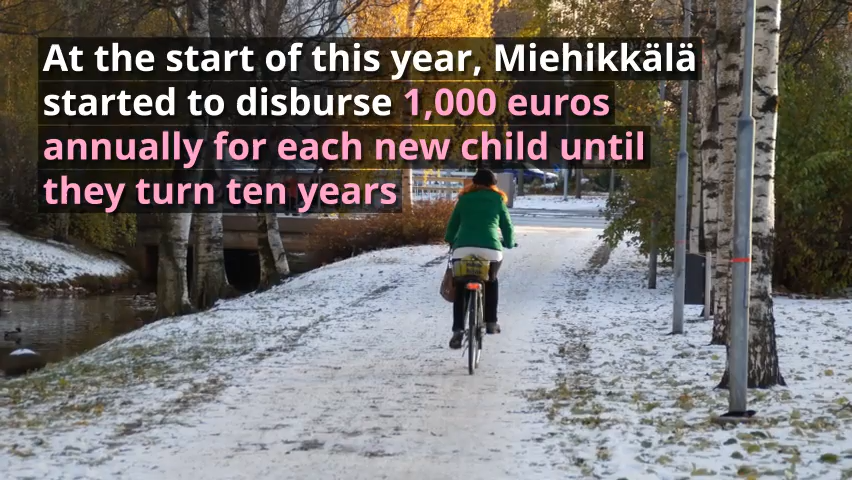 At the start of this year, Miehikkälä
started to disburse 1,000 euros
annually for each new child until
they turn ten years